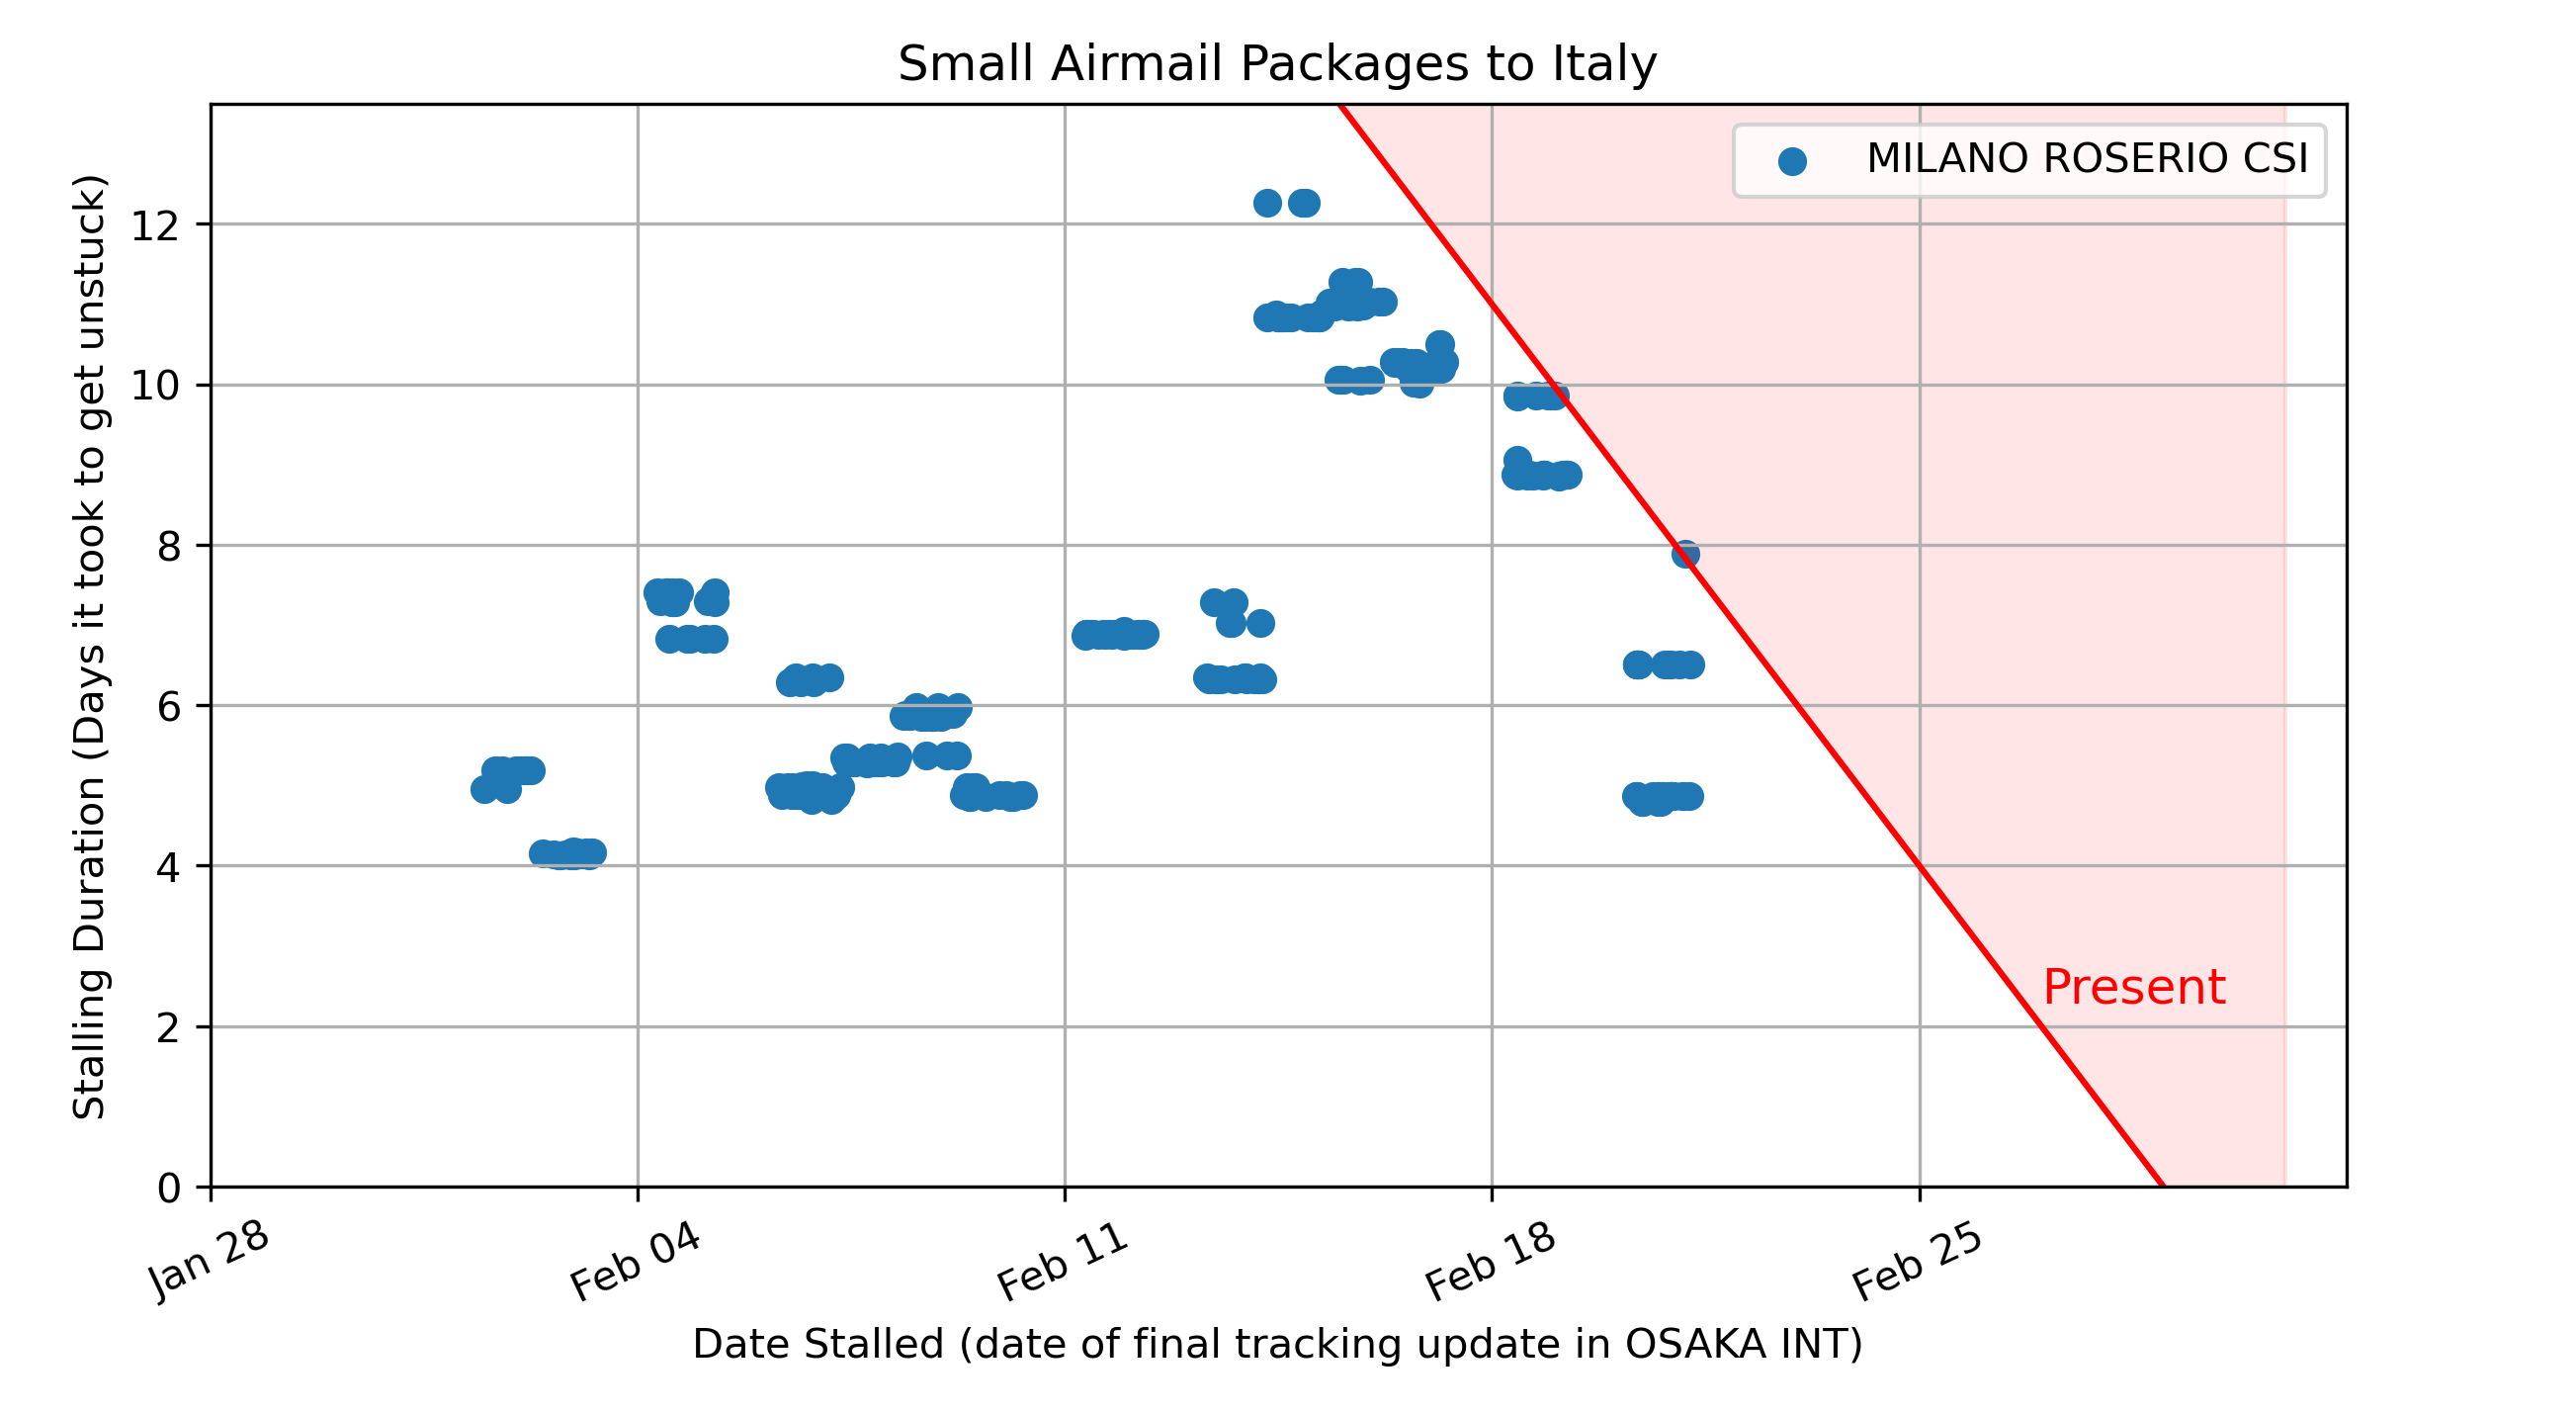 Small Airmail Packages to Italy
MILANO ROSERIO CSI
Stalling Duration (Days it took to get unstuck)
12
10
8
6
4
2
0
Present
Jan 28
Feb 04
Feb 11
Feb 18
Feb 25
Date Stalled (date of final tracking update in OSAKA INT)